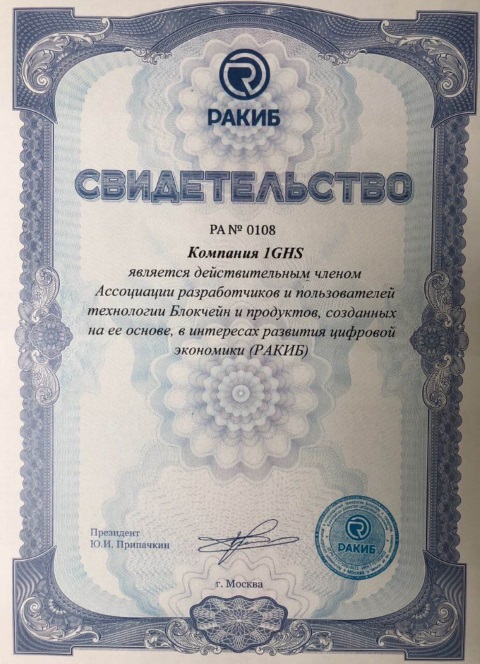 РАКИБ
СВИДЕТЕЛЬСТВО
РА № 0108
Компания 1GHS
является действительным членом
Ассоциации разработчиков и пользователей
технологии Блокчейн и продуктов, созданных
на ее основе, в интересах развития цифровой
экономики (РАКИБ)
Президент
Ю.И. Припачкин
РАКИБ
г. Москва